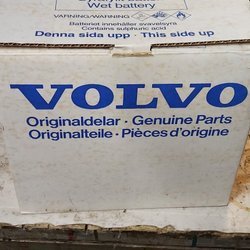 Wet battery
VARNING/WARNING
Batteriet innehåller svavelsyra
Contains sulphuric acid
Denna sida upp · This side up
VOLVO
Originaldelar · Genuine Parts
Originalteile · Pièces d'origine